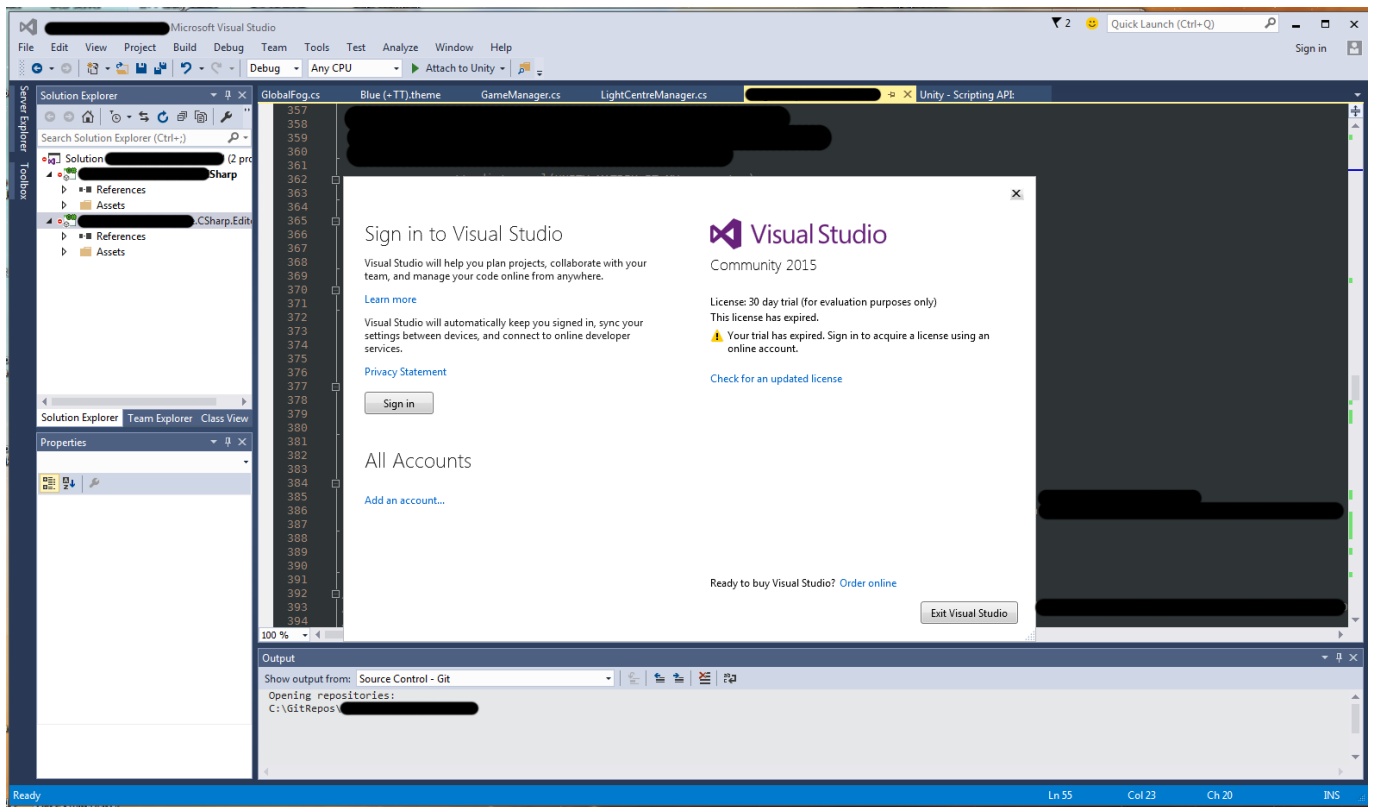 Microsoft Visual Studio
2
Quick Launch (Ctrl+Q)
File Edit View Project Build Debug Team Tools Test Analyze Window Help
Sign in
Debug Any CPU Attach to Unity
Server Explorer
Toolbox
Solution Explorer
GlobalFog.cs Blue (+TT).theme GameManager.cs LightCentreManager.cs Unity - Scripting API:
Search Solution Explorer (Ctrl+;)
Solution (2 pro
Sharp
References
Assets
.CSharp.Edit
References
Assets
Solution Explorer Team Explorer Class View
Properties
357
358
359
360
361
362
363
364
365
366
367
368
369
370
371
372
373
374
375
376
377
378
379
380
381
382
383
384
385
386
387
388
389
390
391
392
393
394
100 %
Sign in to Visual Studio
Visual Studio will help you plan projects, collaborate with your
team, and manage your code online from anywhere.
Learn more
Visual Studio will automatically keep you signed in, sync your
settings between devices, and connect to online developer
services.
Privacy Statement
Sign in
All Accounts
Add an account...
Visual Studio
Community 2015
License: 30 day trial (for evaluation purposes only)
This license has expired.
Your trial has expired. Sign in to acquire a license using an
online account.
Check for an updated license
Ready to buy Visual Studio? Order online
Exit Visual Studio
Output
Show output from: Source Control - Git
Opening repositories:
C:\GitRepos\
Ready
Ln 55 Col 23 Ch 20 INS